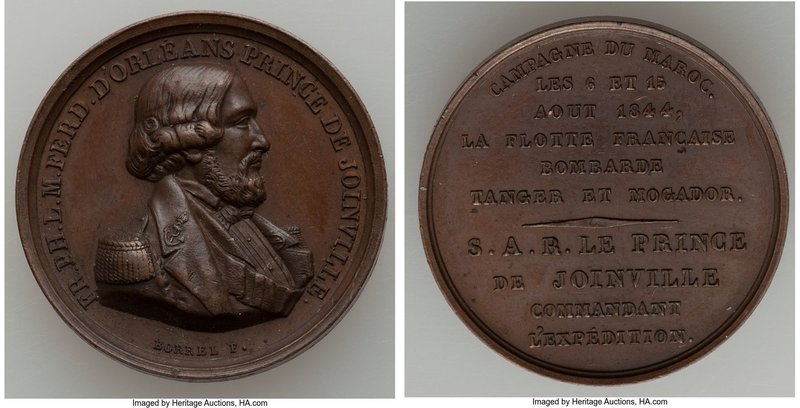 FR.PH.L.M.FERD.D'ORLEANS PRINCE DE JOINVILLE.
BORREL F.
CAMPAGNE DU MAROC.
LES 6 ET 15
AOUT 1844,
LA FLOTTE FRANÇAISE
BOMBARDE
TANGER ET MOGADOR.
S. A. R. LE PRINCE
DE JOINVILLE
COMMANDANT
L'EXPÉDITION.
Imaged by Heritage Auctions, HA.com
Imaged by Heritage Auctions, HA.com